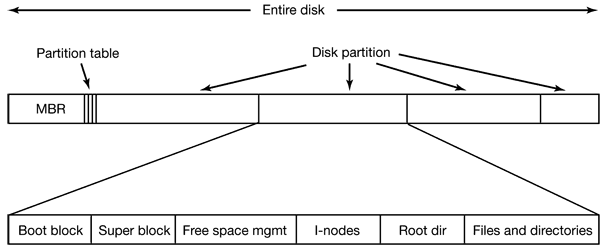 Entire disk
Partition table
Disk partition
MBR
Boot block
Super block
Free space mgmt
I-nodes
Root dir
Files and directories